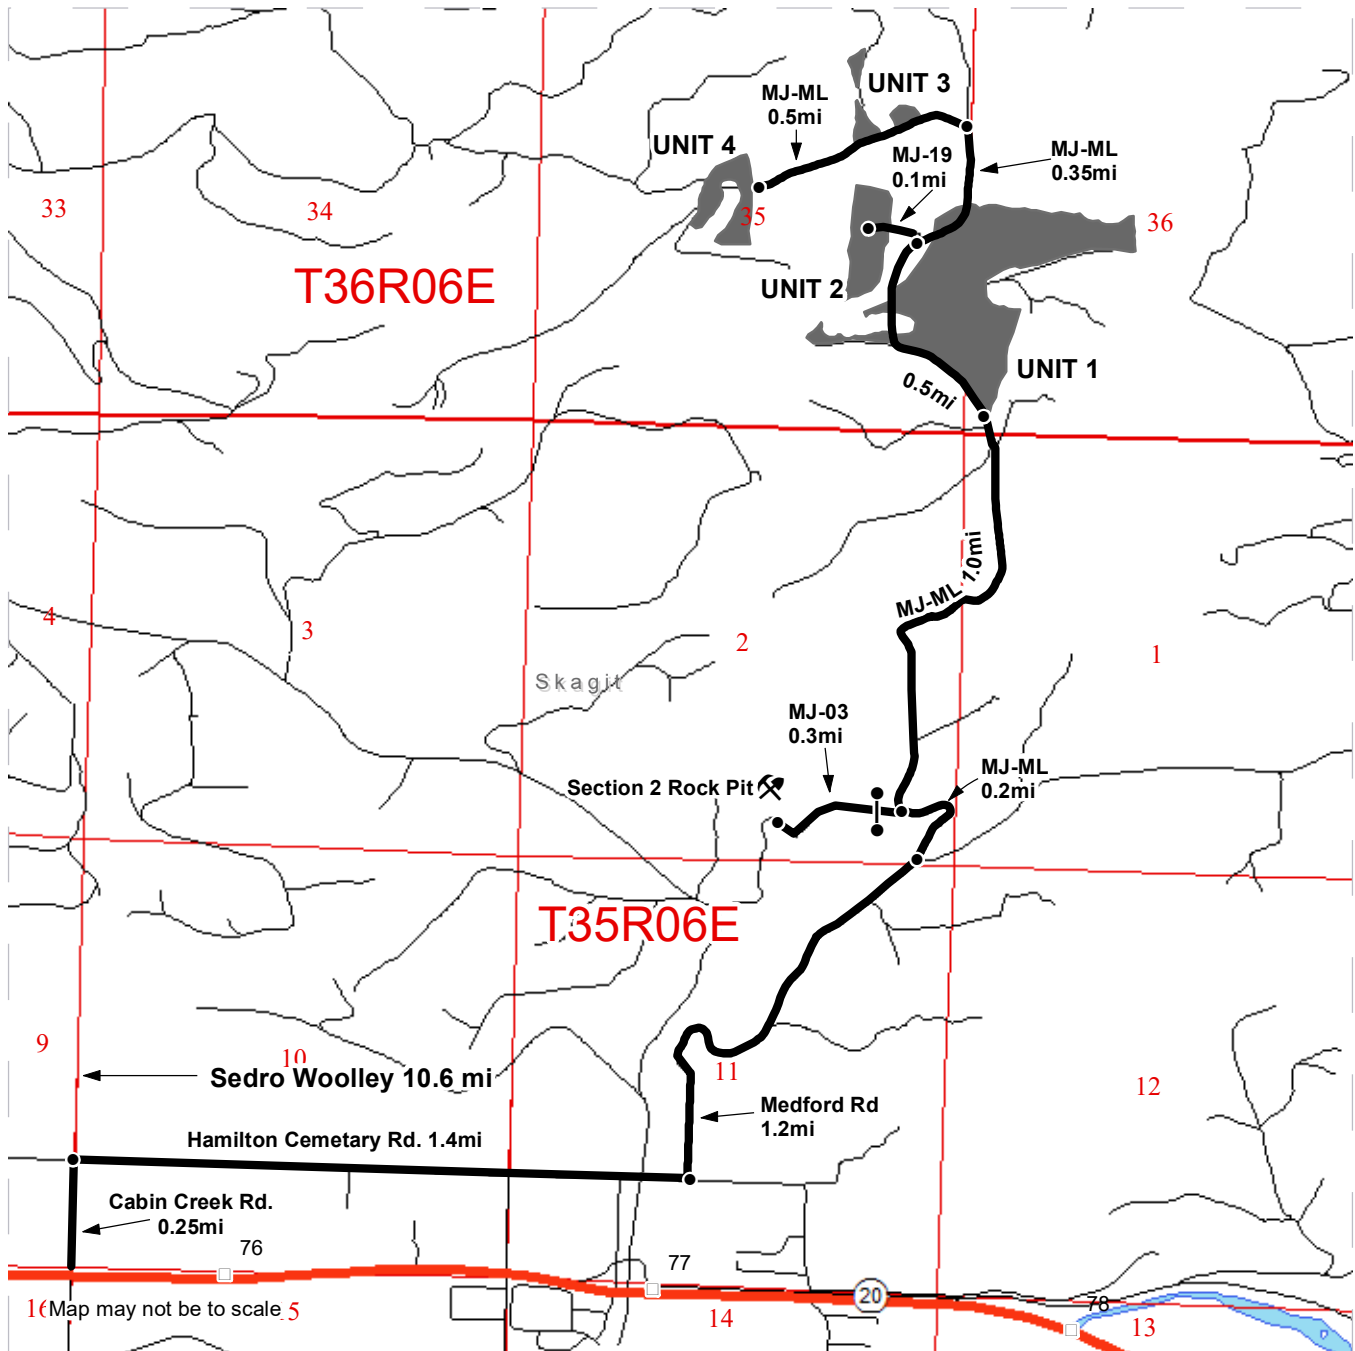 UNIT 3
MJ-ML
0.5mi
UNIT 4
MJ-19
0.1mi
MJ-ML
0.35mi
33
34
35
36
T36R06E
UNIT 2
UNIT 1
0.5mi
MJ-ML 1.0mi
4
3
2
1
Skagit
MJ-03
0.3mi
MJ-ML
0.2mi
Section 2 Rock Pit
T35R06E
9
10
11
12
Sedro Woolley 10.6 mi
Medford Rd
1.2mi
Hamilton Cemetary Rd. 1.4mi
Cabin Creek Rd.
0.25mi
76
77
20
78
16
Map may not be to scale
5
14
13